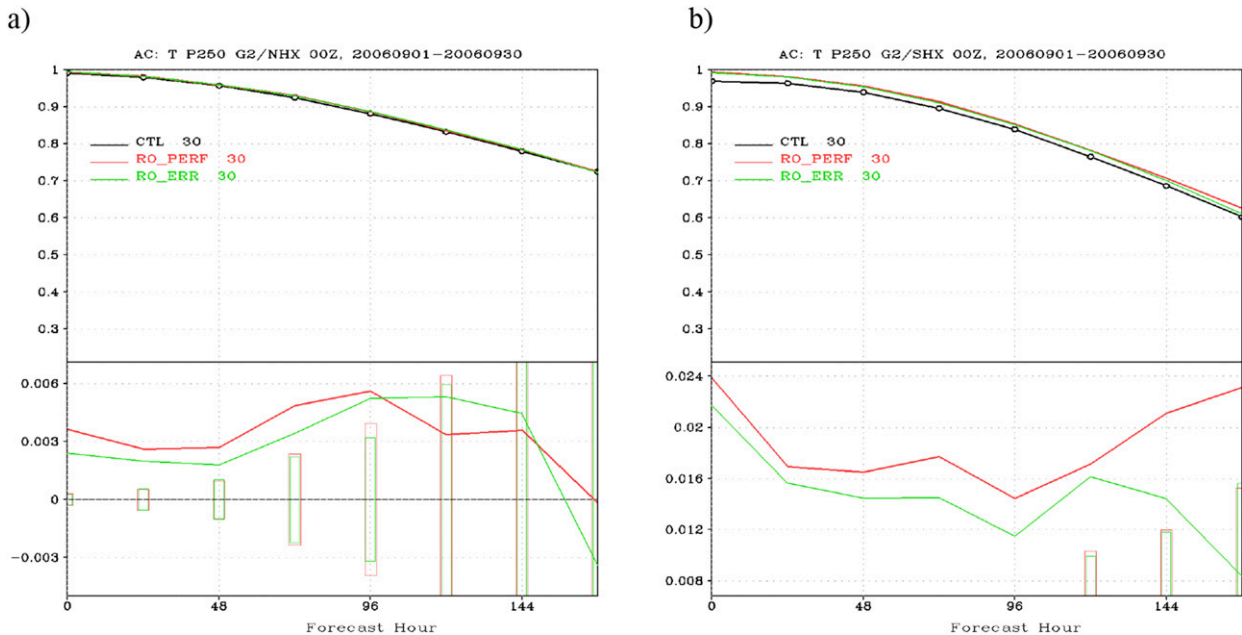 a)
AC: T P250 G2/NHX 00Z, 20060901−20060930
1
0.9
0.8
0.7
0.6
0.5
0.4
0.3
CTL 30
RO_PERF 30
RO_ERR 30
0.006
0.003
0
−0.003
0 48 96 144
Forecast Hour
b)
AC: T P250 G2/SHX 00Z, 20060901−20060930
1
0.9
0.8
0.7
0.6
0.5
0.4
0.3
CTL 30
RO_PERF 30
RO_ERR 30
0.024
0.02
0.016
0.012
0.008
0 48 96 144
Forecast Hour